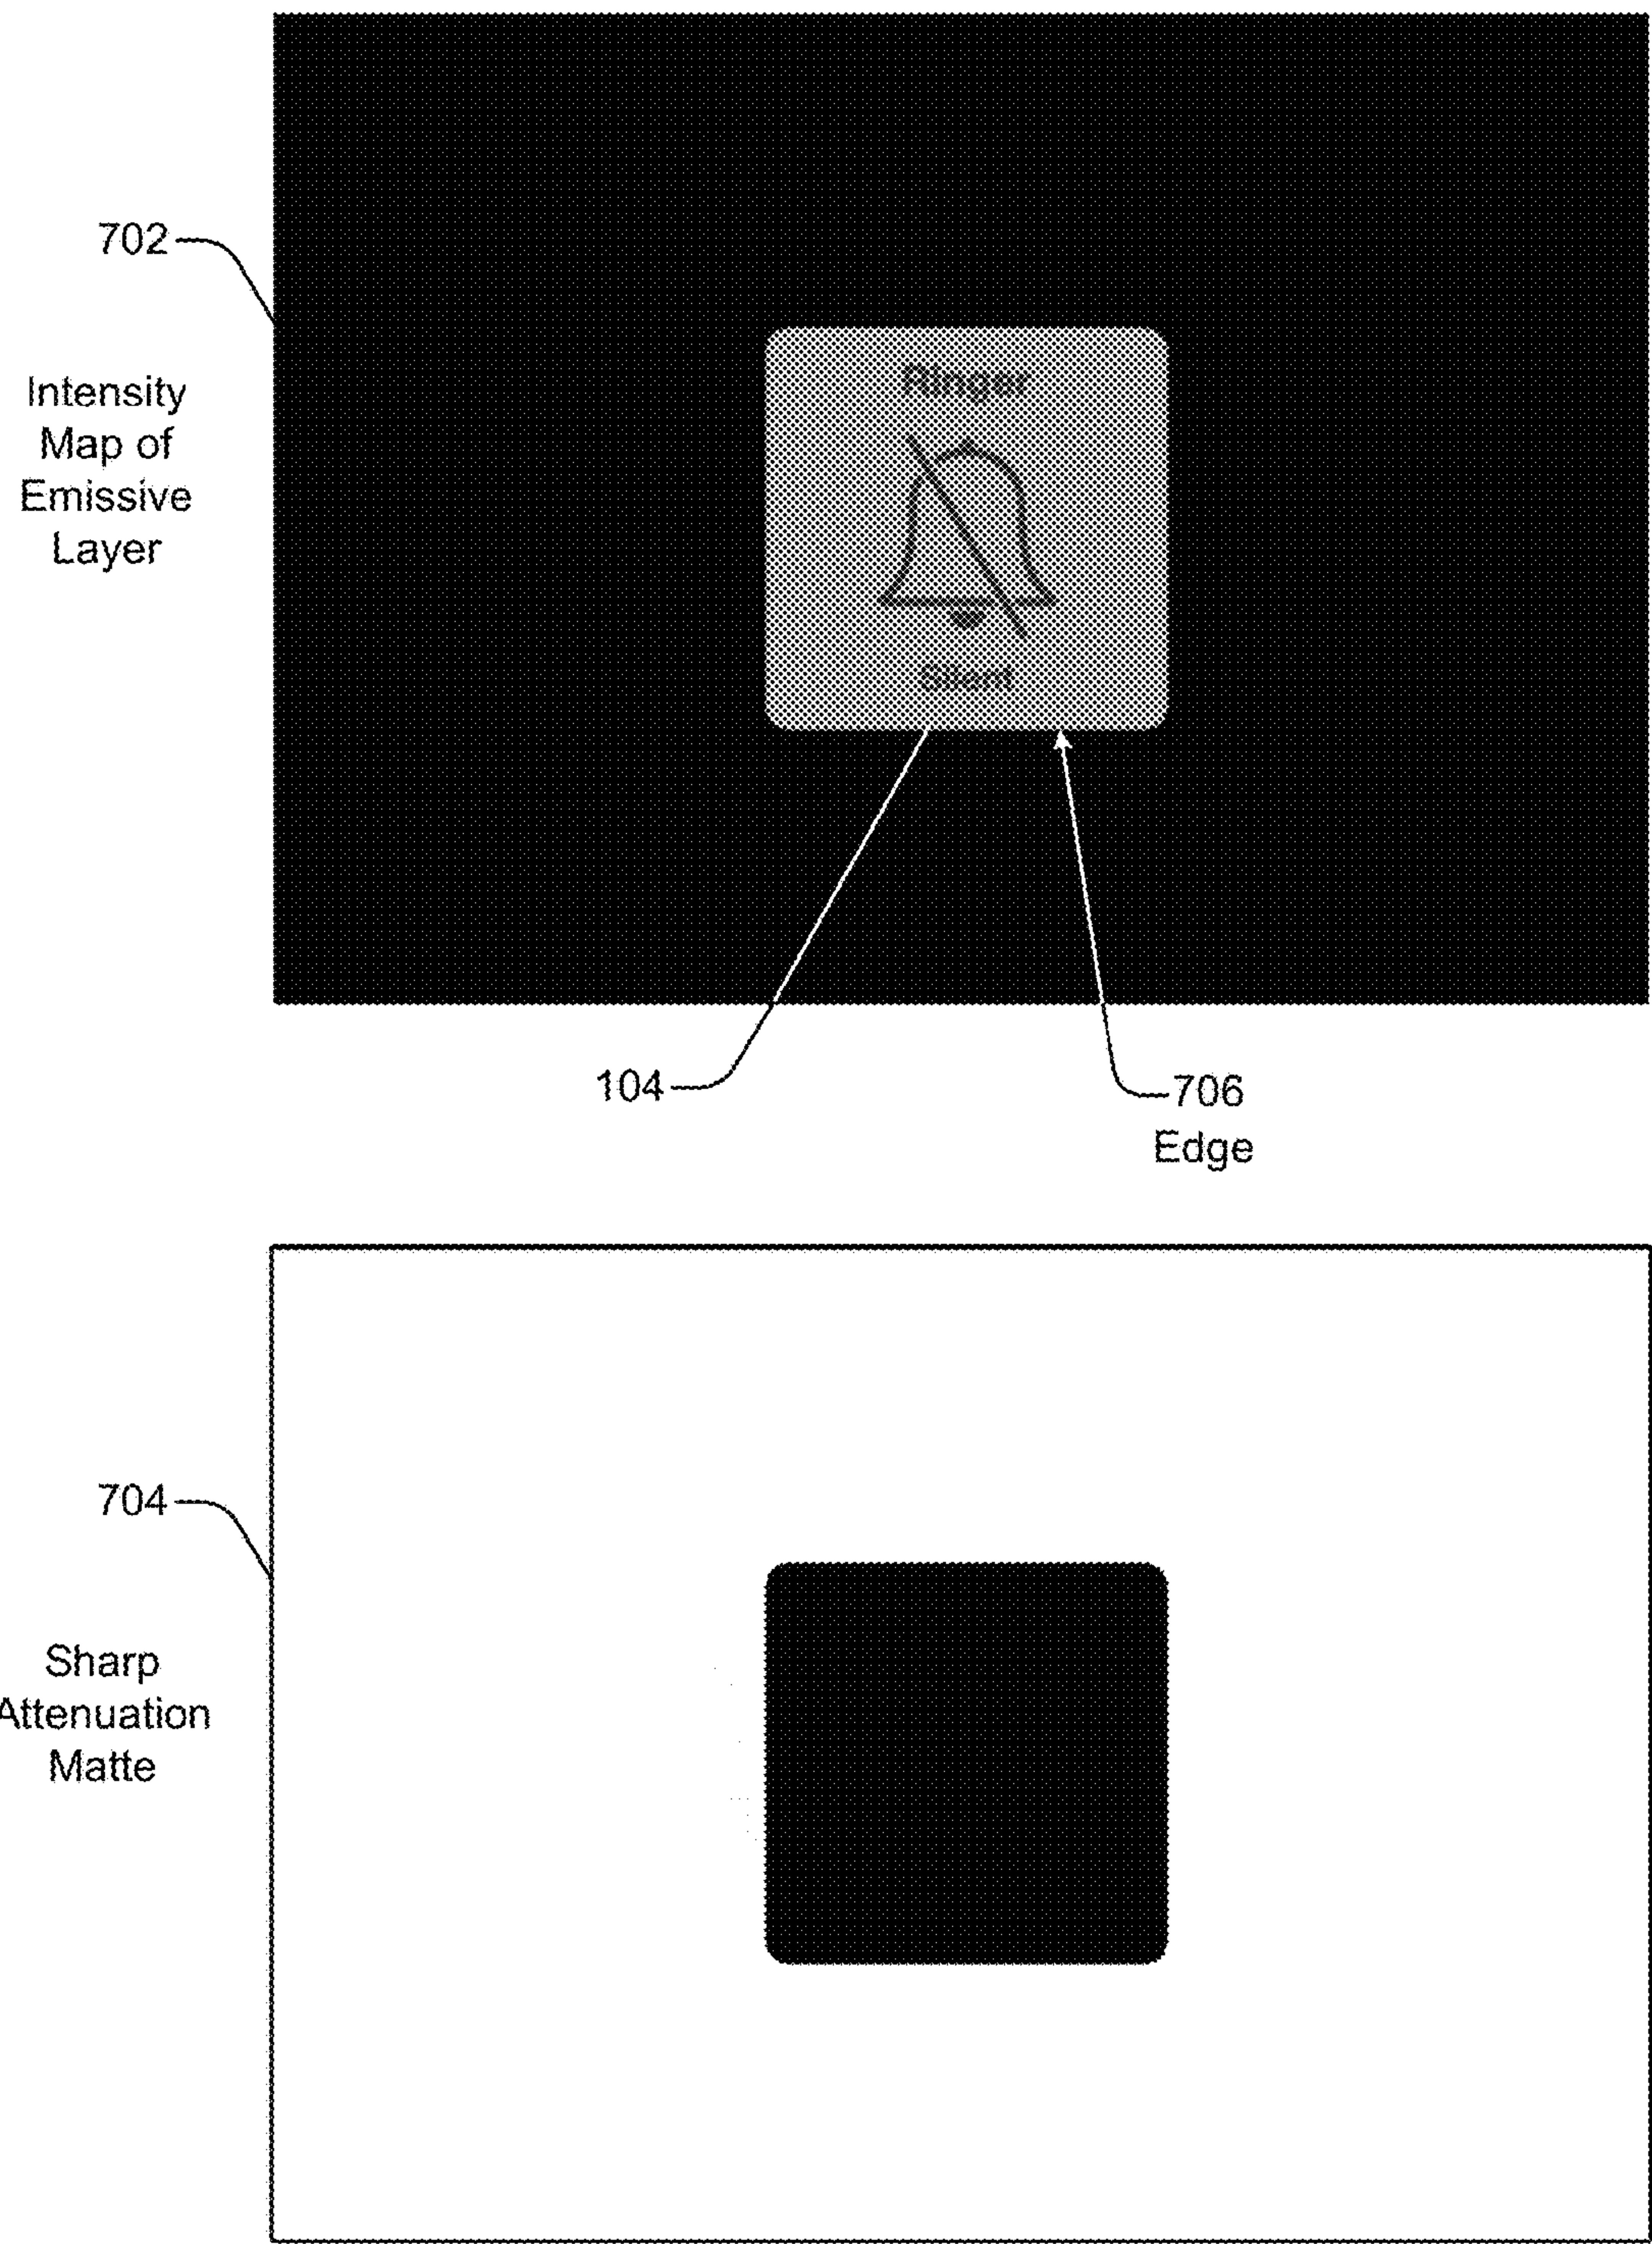 702
Intensity
Map of
Emissive
Layer
Ringer
Silent
104
706
Edge
704
Sharp
Attenuation
Matte